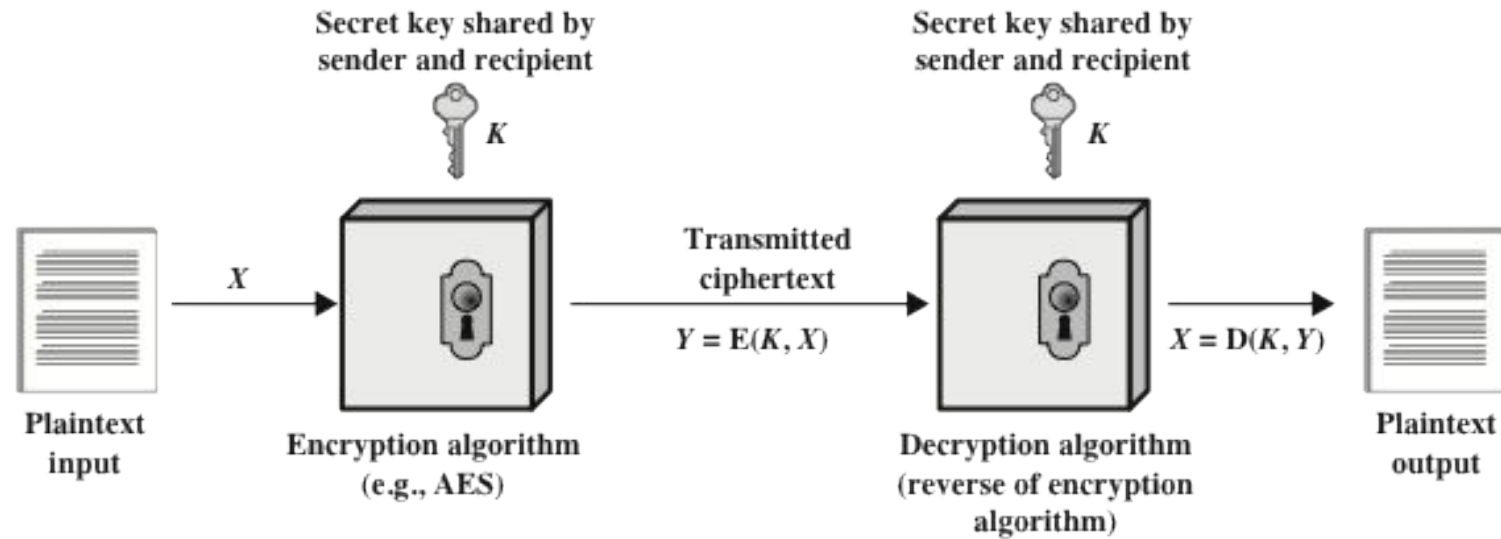 Secret key shared by
sender and recipient
K
Secret key shared by
sender and recipient
K
X
Transmitted
ciphertext
Y = E(K, X)
X = D(K, Y)
Plaintext
input
Encryption algorithm
(e.g., AES)
Decryption algorithm
(reverse of encryption
algorithm)
Plaintext
output